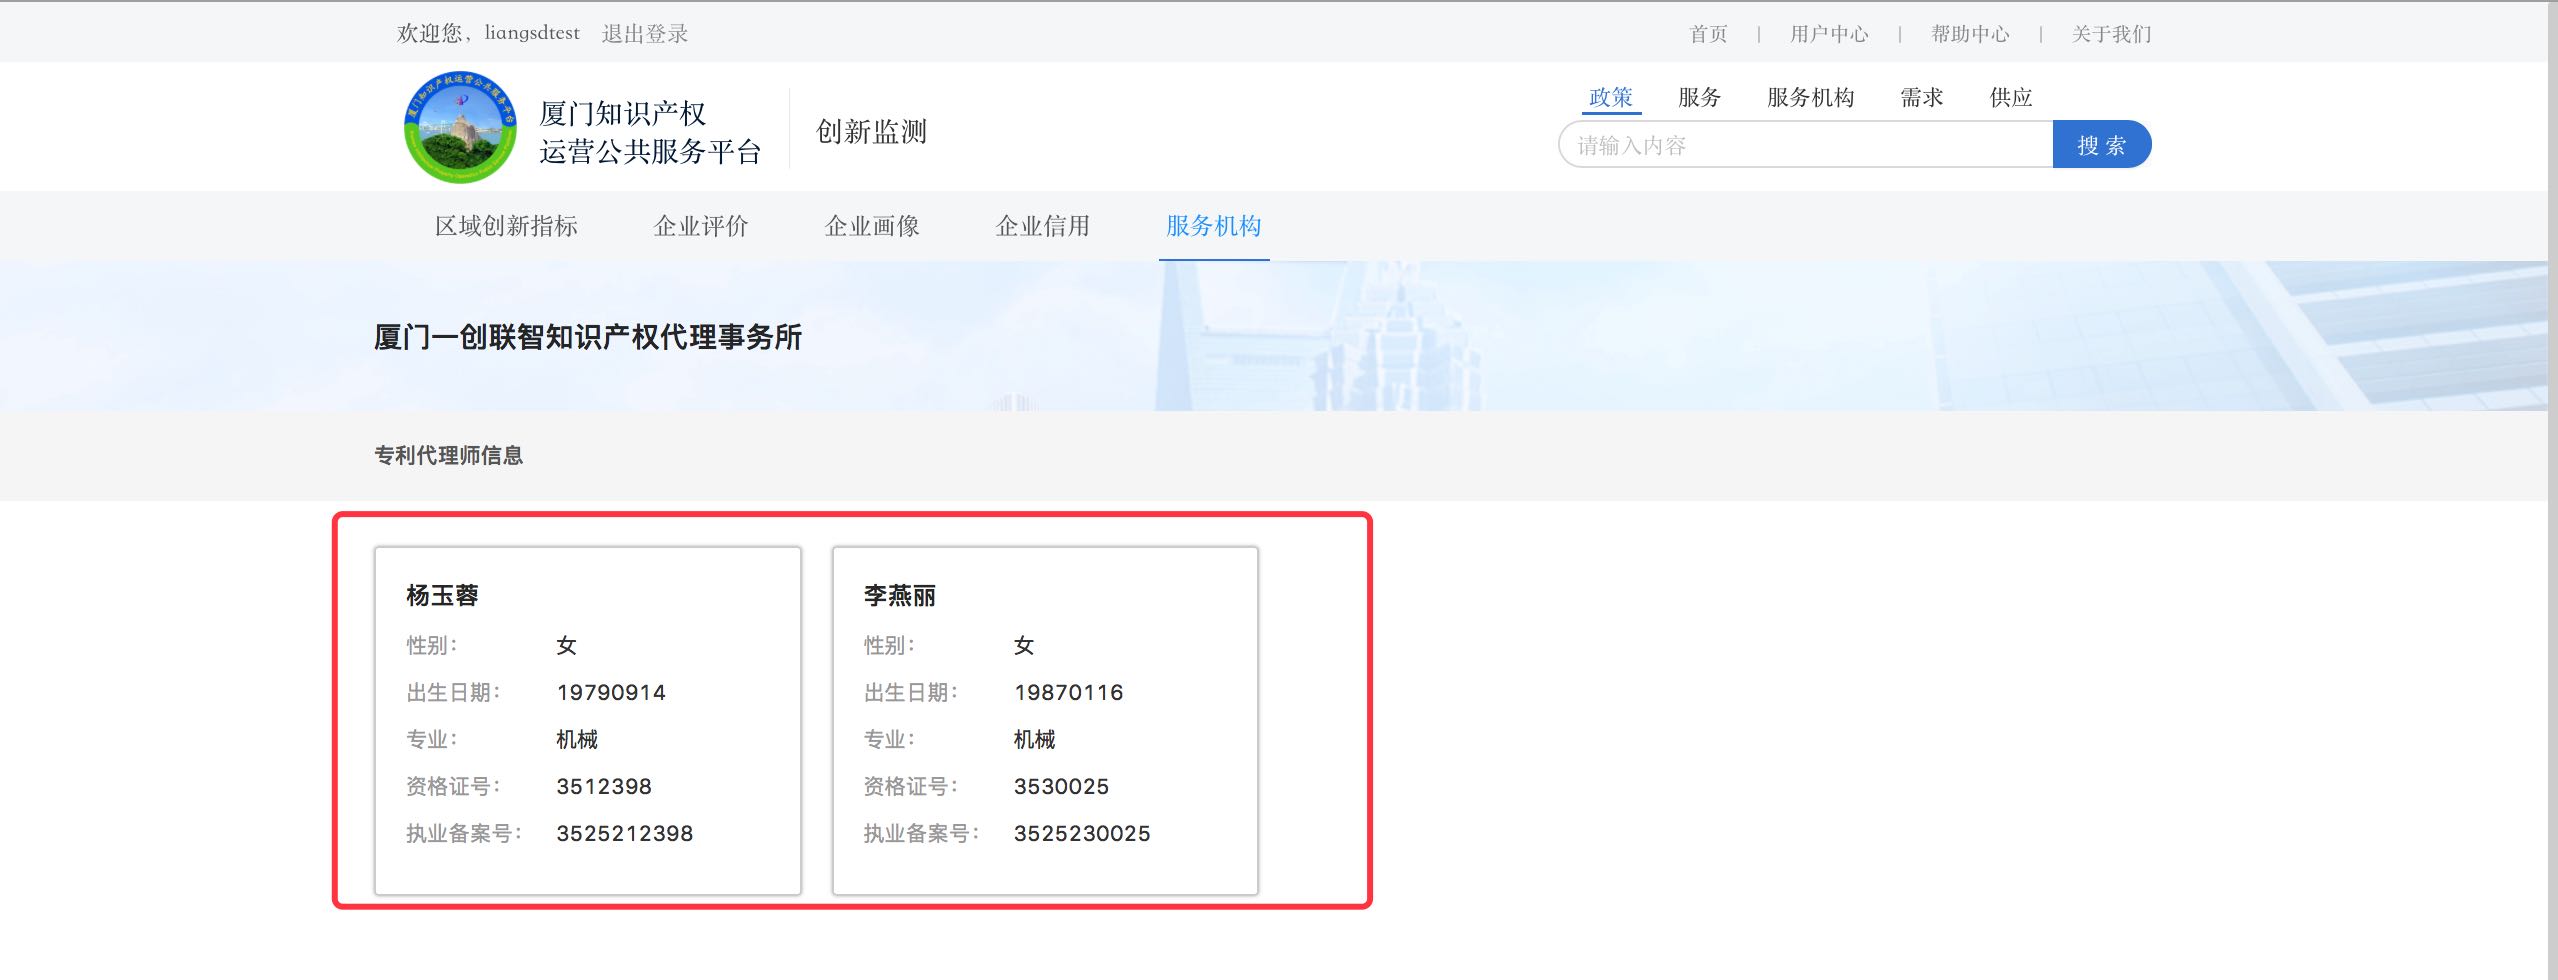 欢迎您，liangsdtest 退出登录
首页 | 用户中心 | 帮助中心 | 关于我们
厦门知识产权运营公共服务平台
厦门知识产权
运营公共服务平台
创新监测
政策 服务 服务机构 需求 供应
请输入内容 搜 索
区域创新指标 企业评价 企业画像 企业信用 服务机构
厦门一创联智知识产权代理事务所
专利代理师信息
杨玉蓉
性别： 女
出生日期： 19790914
专业： 机械
资格证号： 3512398
执业备案号： 3525212398
李燕丽
性别： 女
出生日期： 19870116
专业： 机械
资格证号： 3530025
执业备案号： 3525230025